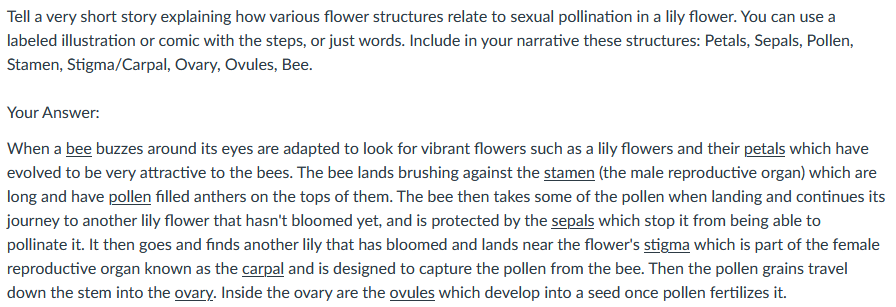 Tell a very short story explaining how various flower structures relate to sexual pollination in a lily flower. You can use a
labeled illustration or comic with the steps, or just words. Include in your narrative these structures: Petals, Sepals, Pollen,
Stamen, Stigma/Carpal, Ovary, Ovules, Bee.
Your Answer:
When a bee buzzes around its eyes are adapted to look for vibrant flowers such as a lily flowers and their petals which have
evolved to be very attractive to the bees. The bee lands brushing against the stamen (the male reproductive organ) which are
long and have pollen filled anthers on the tops of them. The bee then takes some of the pollen when landing and continues its
journey to another lily flower that hasn't bloomed yet, and is protected by the sepals which stop it from being able to
pollinate it. It then goes and finds another lily that has bloomed and lands near the flower's stigma which is part of the female
reproductive organ known as the carpal and is designed to capture the pollen from the bee. Then the pollen grains travel
down the stem into the ovary. Inside the ovary are the ovules which develop into a seed once pollen fertilizes it.